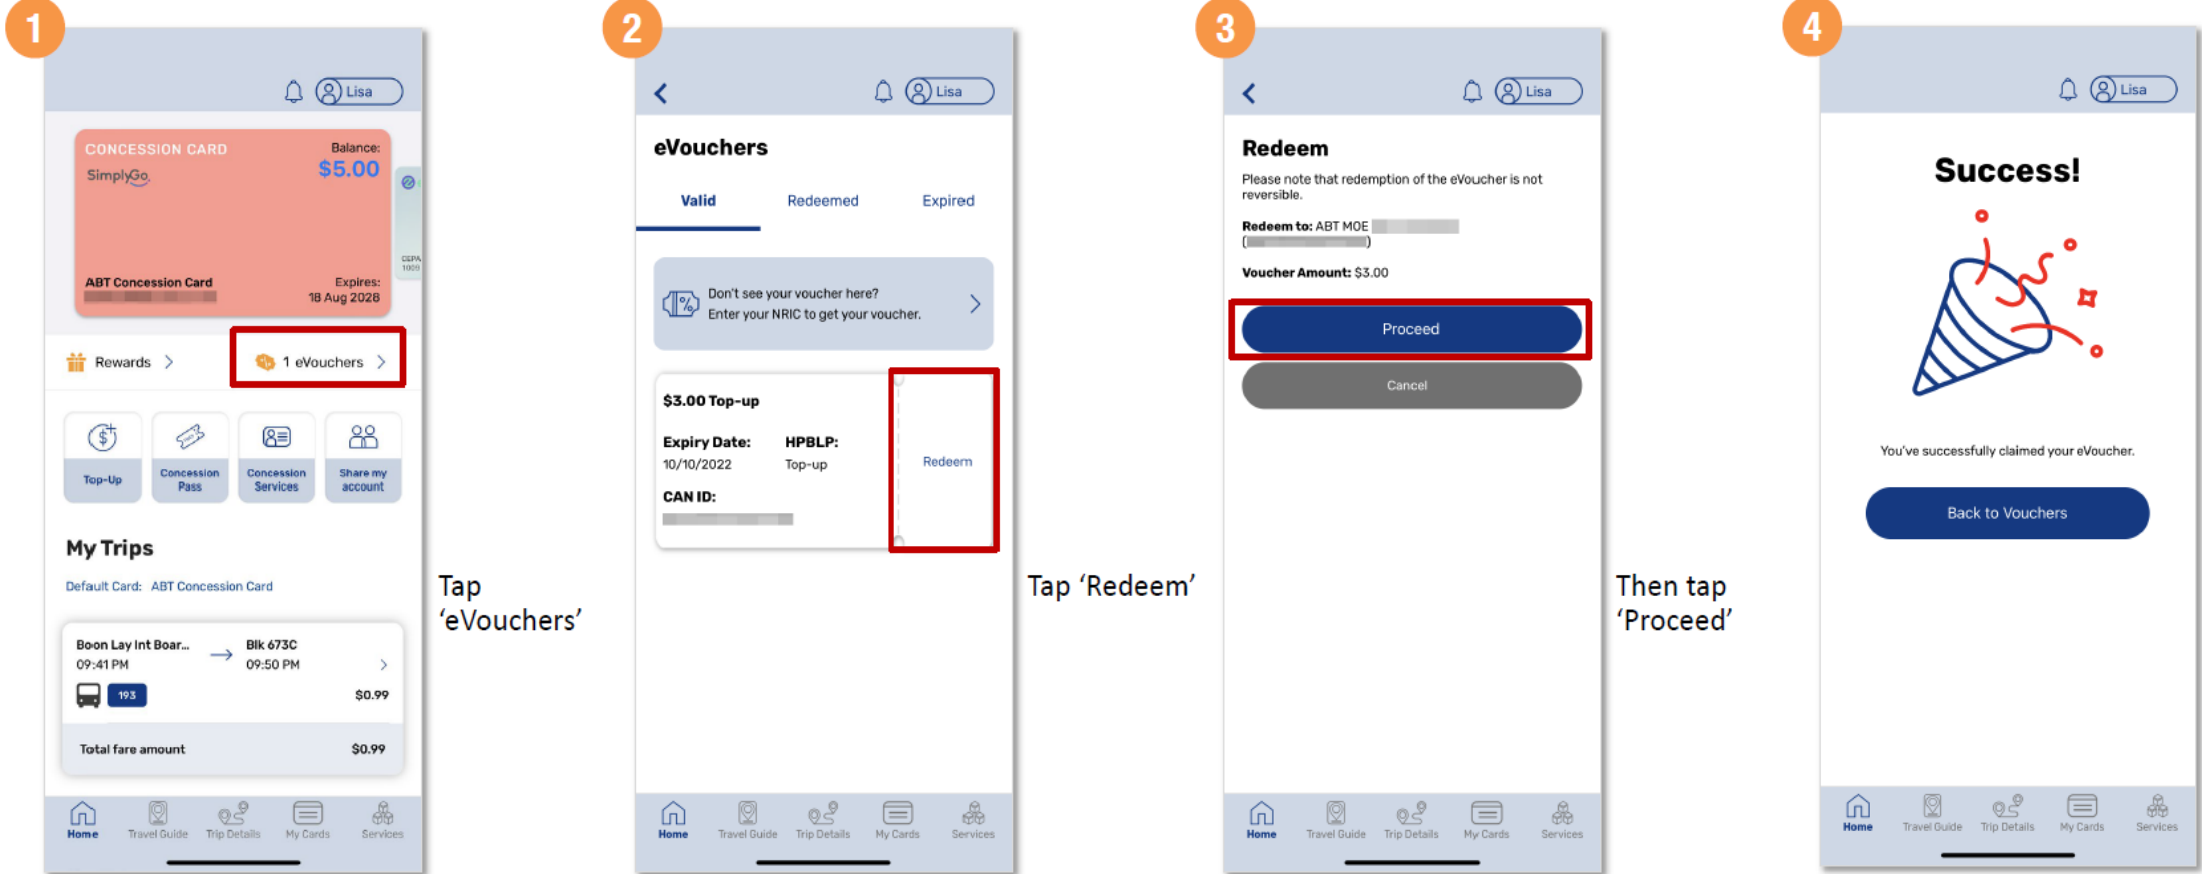 1
Lisa
CONCESSION CARD
Balance:
SimplyGo
$5.00
ABT Concession Card
Expires:
18 Aug 2028
Rewards
1 eVouchers
Top-Up
Concession
Pass
Concession
Services
Share my
account
My Trips
Default Card: ABT Concession Card
Boon Lay Int Boar...
Blk 673C
09:41 PM
09:50 PM
193
$0.99
Total fare amount
$0.99
Home
Travel Guide
Trip Details
My Cards
Services
Tap
‘eVouchers’
2
Lisa
eVouchers
Valid
Redeemed
Expired
Don't see your voucher here?
Enter your NRIC to get your voucher.
$3.00 Top-up
Expiry Date:
HPBLP:
10/10/2022
Top-up
Redeem
CAN ID:
Home
Travel Guide
Trip Details
My Cards
Services
Tap ‘Redeem’
3
Lisa
Redeem
Please note that redemption of the eVoucher is not
reversible.
Redeem to: ABT MOE
(
)
Voucher Amount: $3.00
Proceed
Cancel
Home
Travel Guide
Trip Details
My Cards
Services
Then tap
‘Proceed’
4
Lisa
Success!
You've successfully claimed your eVoucher.
Back to Vouchers
Home
Travel Guide
Trip Details
My Cards
Services